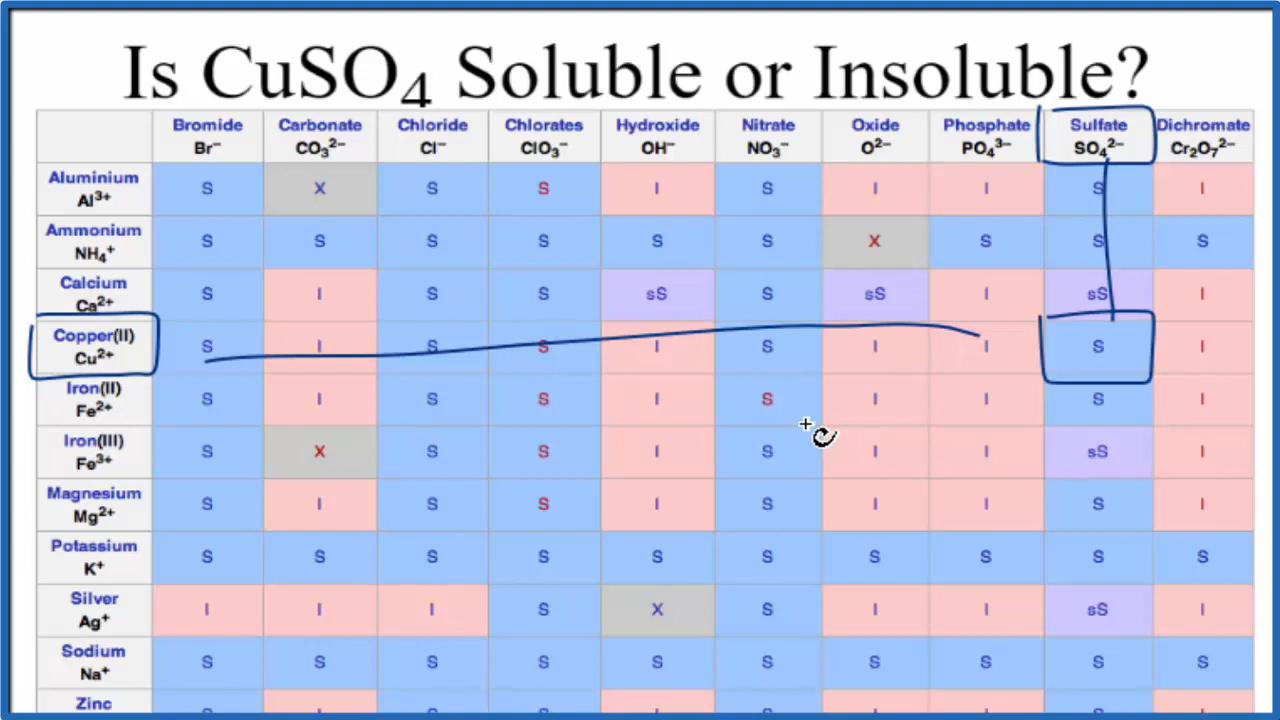 Is CuSO₄ Soluble or Insoluble?
Bromide Carbonate Chloride Chlorates Hydroxide Nitrate Oxide Phosphate Sulfate Dichromate
Br⁻ CO₃²⁻ Cl⁻ ClO₃⁻ OH⁻ NO₃⁻ O²⁻ PO₄³⁻ SO₄²⁻ Cr₂O₇²⁻
Aluminium
Al³⁺ S X S S I S I I S I
Ammonium
NH₄⁺ S S S S S S X S S S
Calcium
Ca²⁺ S I S S sS S sS I sS I
Copper(II)
Cu²⁺ S I S S I S I I S I
Iron(II)
Fe²⁺ S I S S I S I I S I
Iron(III)
Fe³⁺ S X S S I S I I sS I
Magnesium
Mg²⁺ S I S S I S I I S I
Potassium
K⁺ S S S S S S S S S S
Silver
Ag⁺ I I I S X S I I sS I
Sodium
Na⁺ S S S S S S S S S S
Zinc